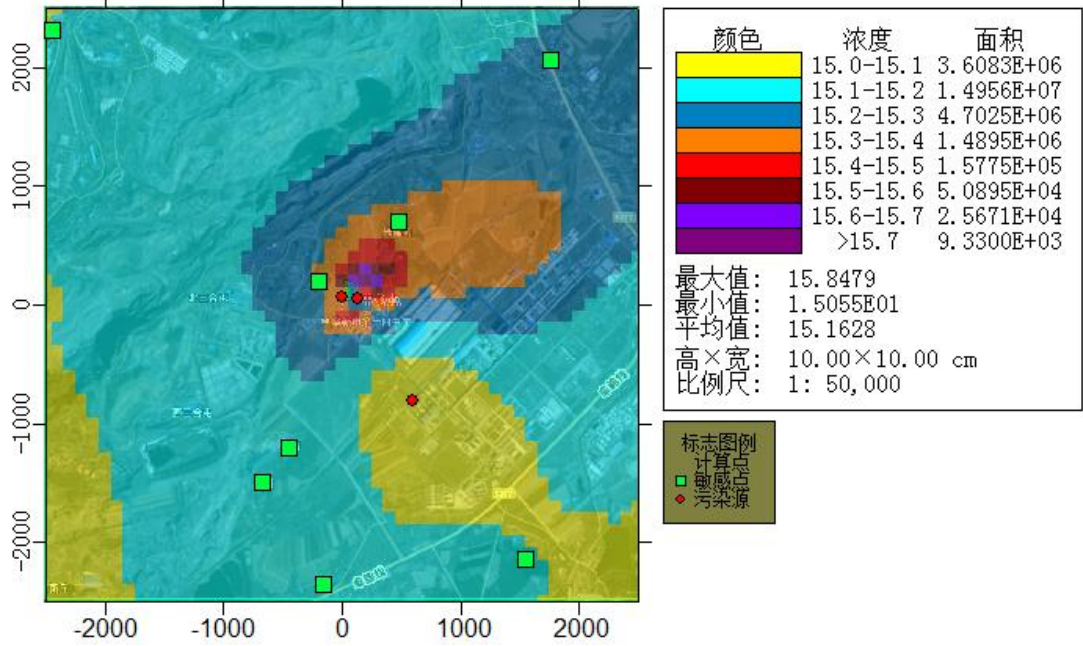 颜色 浓度 面积
15.0-15.1 3.6083E+06
15.1-15.2 1.4956E+07
15.2-15.3 4.7025E+06
15.3-15.4 1.4895E+06
15.4-15.5 1.5775E+05
15.5-15.6 5.0895E+04
15.6-15.7 2.5671E+04
>15.7 9.3300E+03
最大值: 15.8479
最小值: 1.5055E01
平均值: 15.1628
高×宽: 10.00×10.00 cm
比例尺: 1: 50,000
标志图例
计算点
敏感点
污染源
2000
1000
0
-1000
-2000
-2000 -1000 0 1000 2000